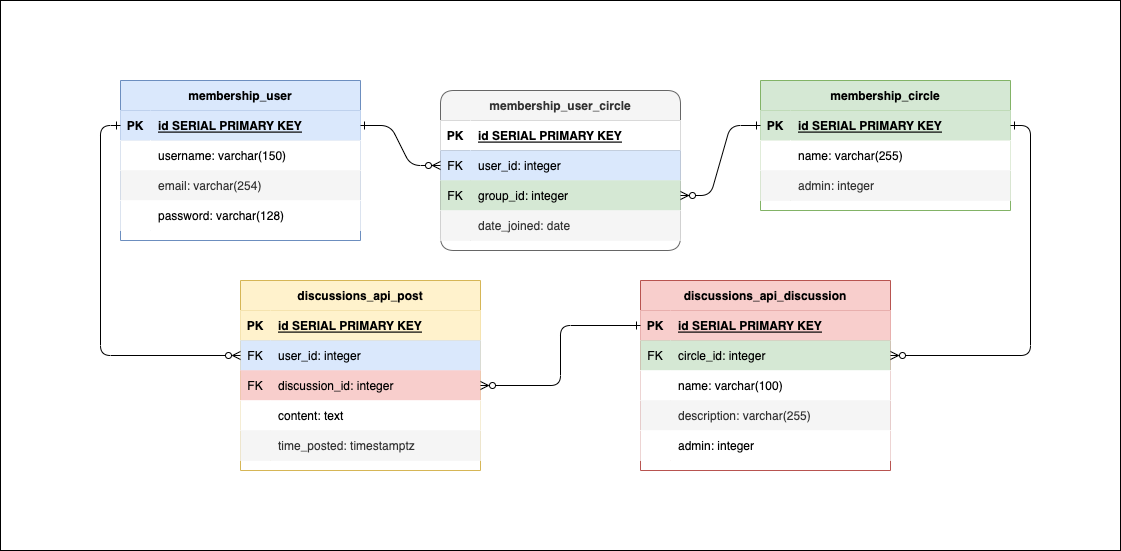 membership_user
PK id SERIAL PRIMARY KEY
username: varchar(150)
email: varchar(254)
password: varchar(128)
membership_user_circle
PK id SERIAL PRIMARY KEY
FK user_id: integer
FK group_id: integer
date_joined: date
membership_circle
PK id SERIAL PRIMARY KEY
name: varchar(255)
admin: integer
discussions_api_post
PK id SERIAL PRIMARY KEY
FK user_id: integer
FK discussion_id: integer
content: text
time_posted: timestamptz
discussions_api_discussion
PK id SERIAL PRIMARY KEY
FK circle_id: integer
name: varchar(100)
description: varchar(255)
admin: integer